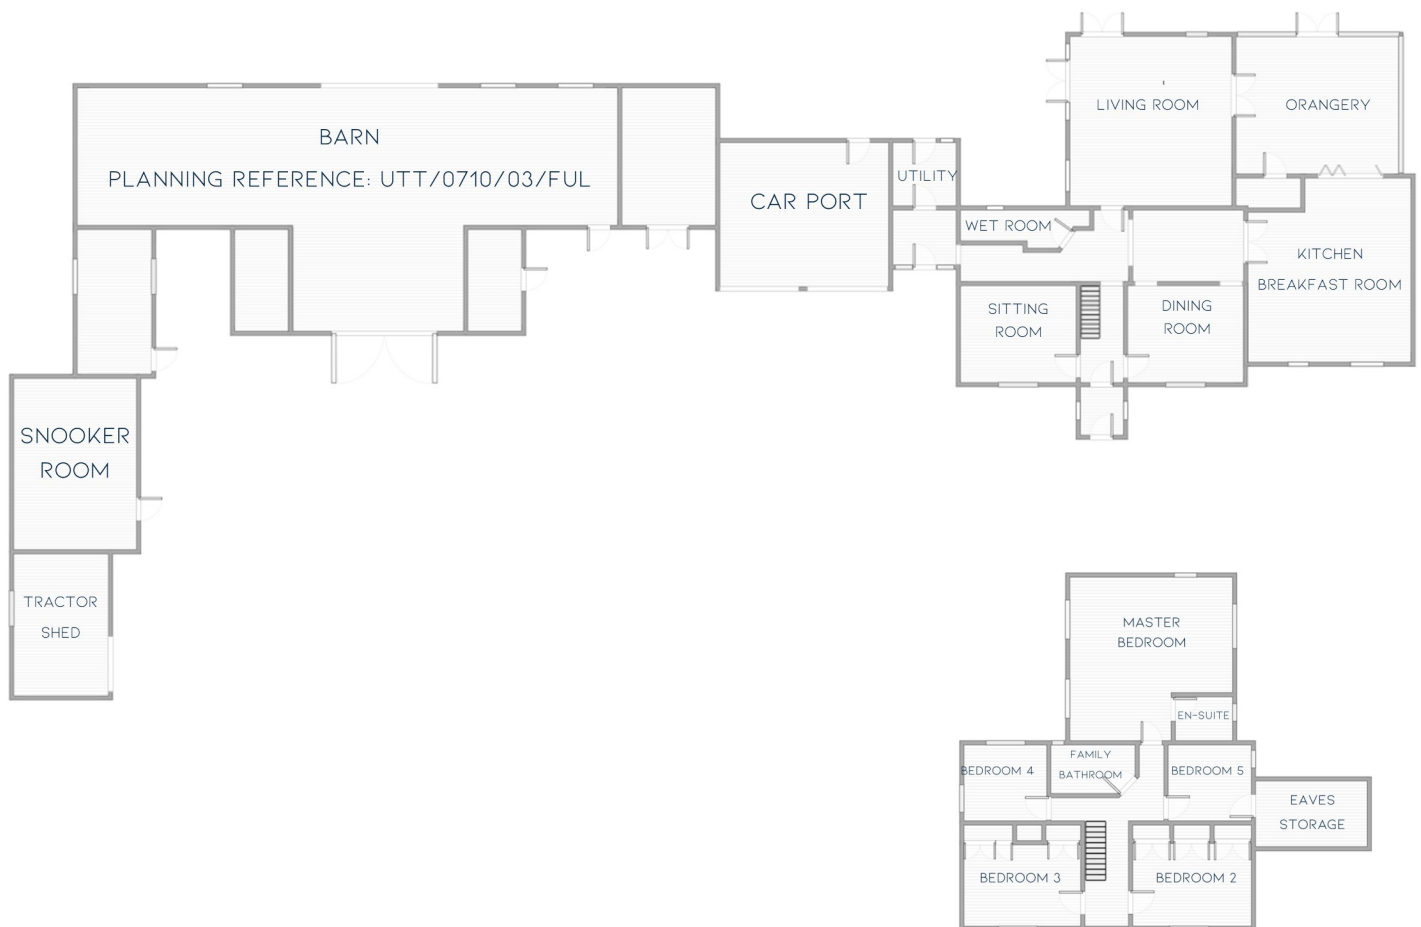 LIVING ROOM
ORANGERY
BARN
PLANNING REFERENCE: UTT/0710/03/FUL
UTILITY
CAR PORT
WET ROOM
KITCHEN
BREAKFAST ROOM
SITTING
ROOM
DINING
ROOM
SNOOKER
ROOM
TRACTOR
SHED
MASTER
BEDROOM
EN-SUITE
FAMILY
BATHROOM
BEDROOM 4
BEDROOM 5
EAVES
STORAGE
BEDROOM 3
BEDROOM 2